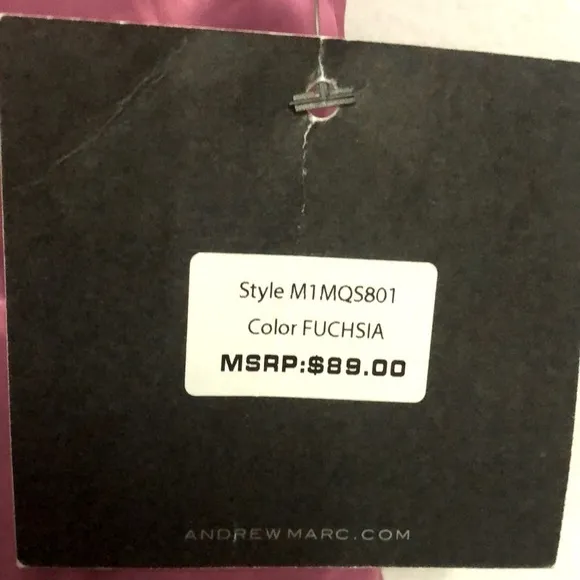 Style M1MQS801
Color FUCHSIA
MSRP:$89.00
ANDREWMARC.COM